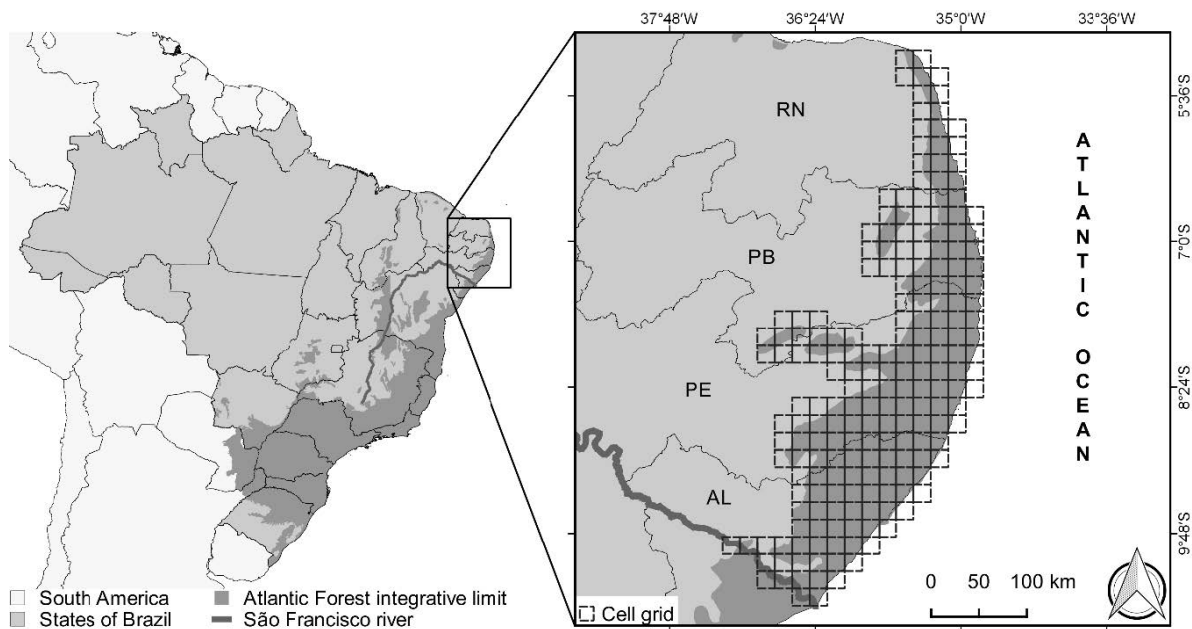 37°48'W 36°24'W 35°0'W 33°36'W
5°36'S
RN
ATLANTIC OCEAN
7°0'S
PB
PE
8°24'S
AL
9°48'S
0 50 100 km
South America
Atlantic Forest integrative limit
States of Brazil
São Francisco river
Cell grid